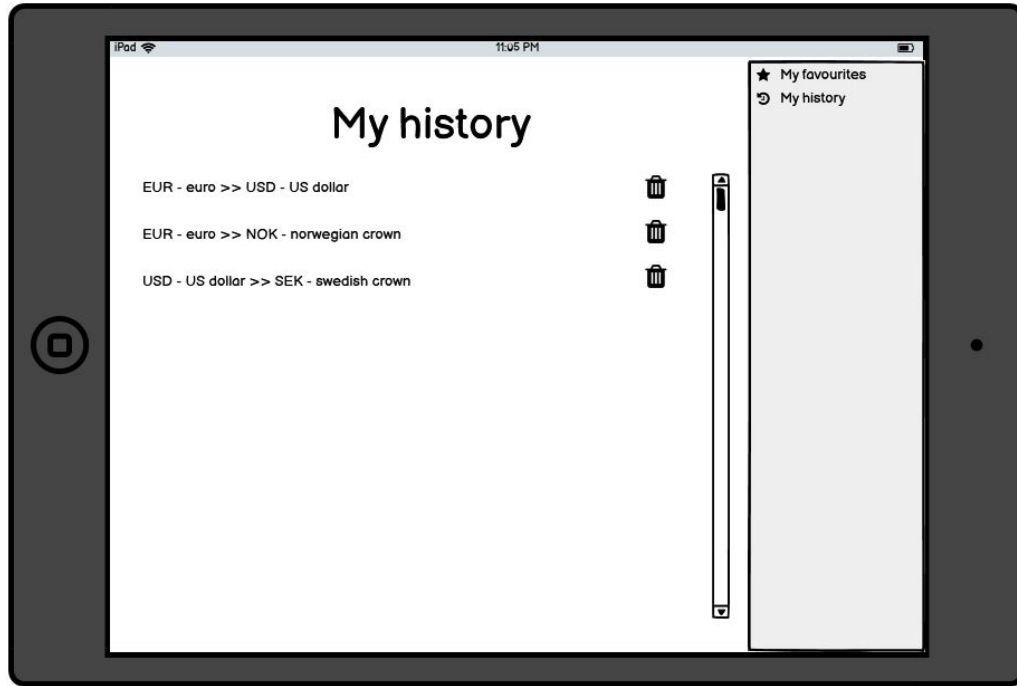 iPad
11:05 PM
My favourites
My history
My history
EUR - euro >> USD - US dollar
EUR - euro >> NOK - norwegian crown
USD - US dollar >> SEK - swedish crown